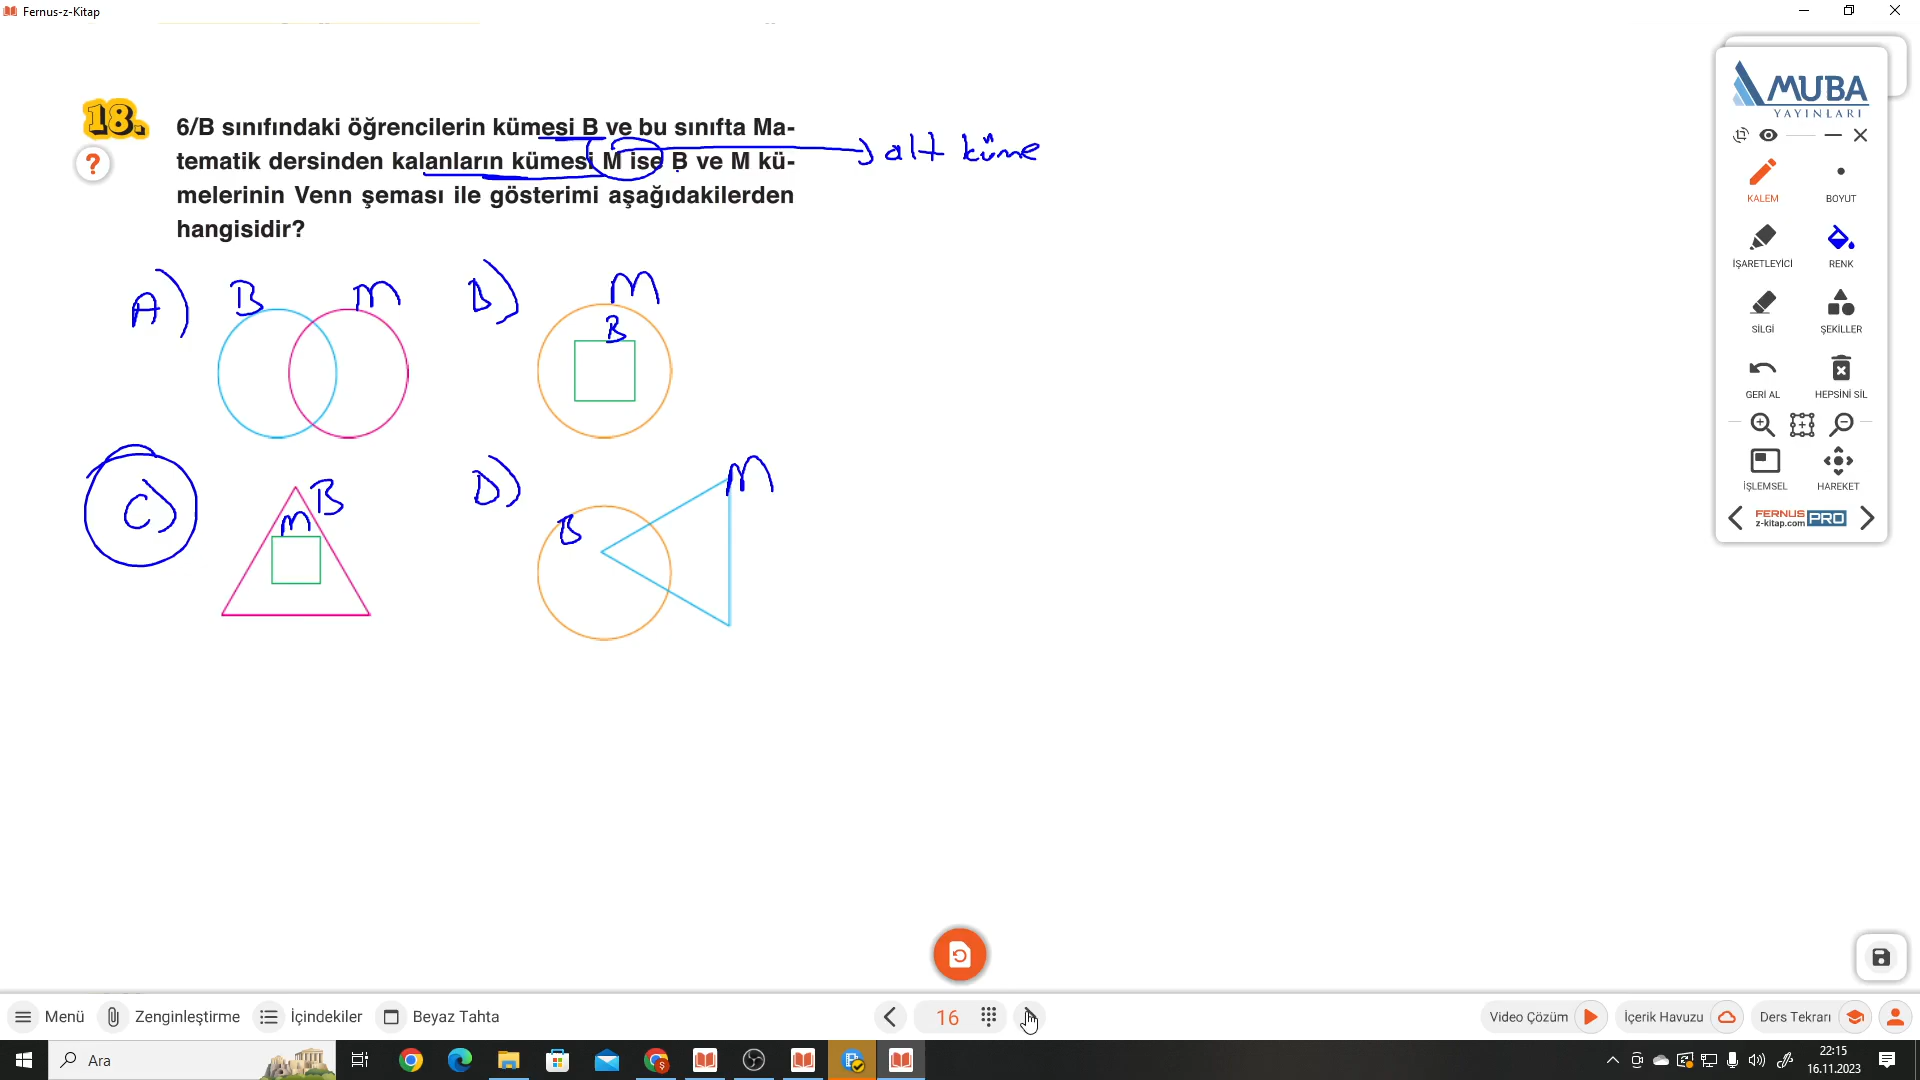 Fernus-z-Kitap
18.
6/B sınıfındaki öğrencilerin kümesi B ve bu sınıfta Ma-
tematik dersinden kalanların kümesi M ise B ve M kü-
melerinin Venn şeması ile gösterimi aşağıdakilerden
hangisidir?
?
alt küme
A) B M
B) M
B
C) B
M
D) M
B
MUBA
YAYINLARI
KALEM
BOYUT
İŞARETLEYİCİ
RENK
SİLGİ
ŞEKİLLER
GERİ AL
HEPSİNİ SİL
İŞLEMSEL
HAREKET
FERNUS
z-kitap.com
PRO
Menü
Zenginleştirme
İçindekiler
Beyaz Tahta
16
Video Çözüm
İçerik Havuzu
Ders Tekrarı
Ara
22:15
16.11.2023